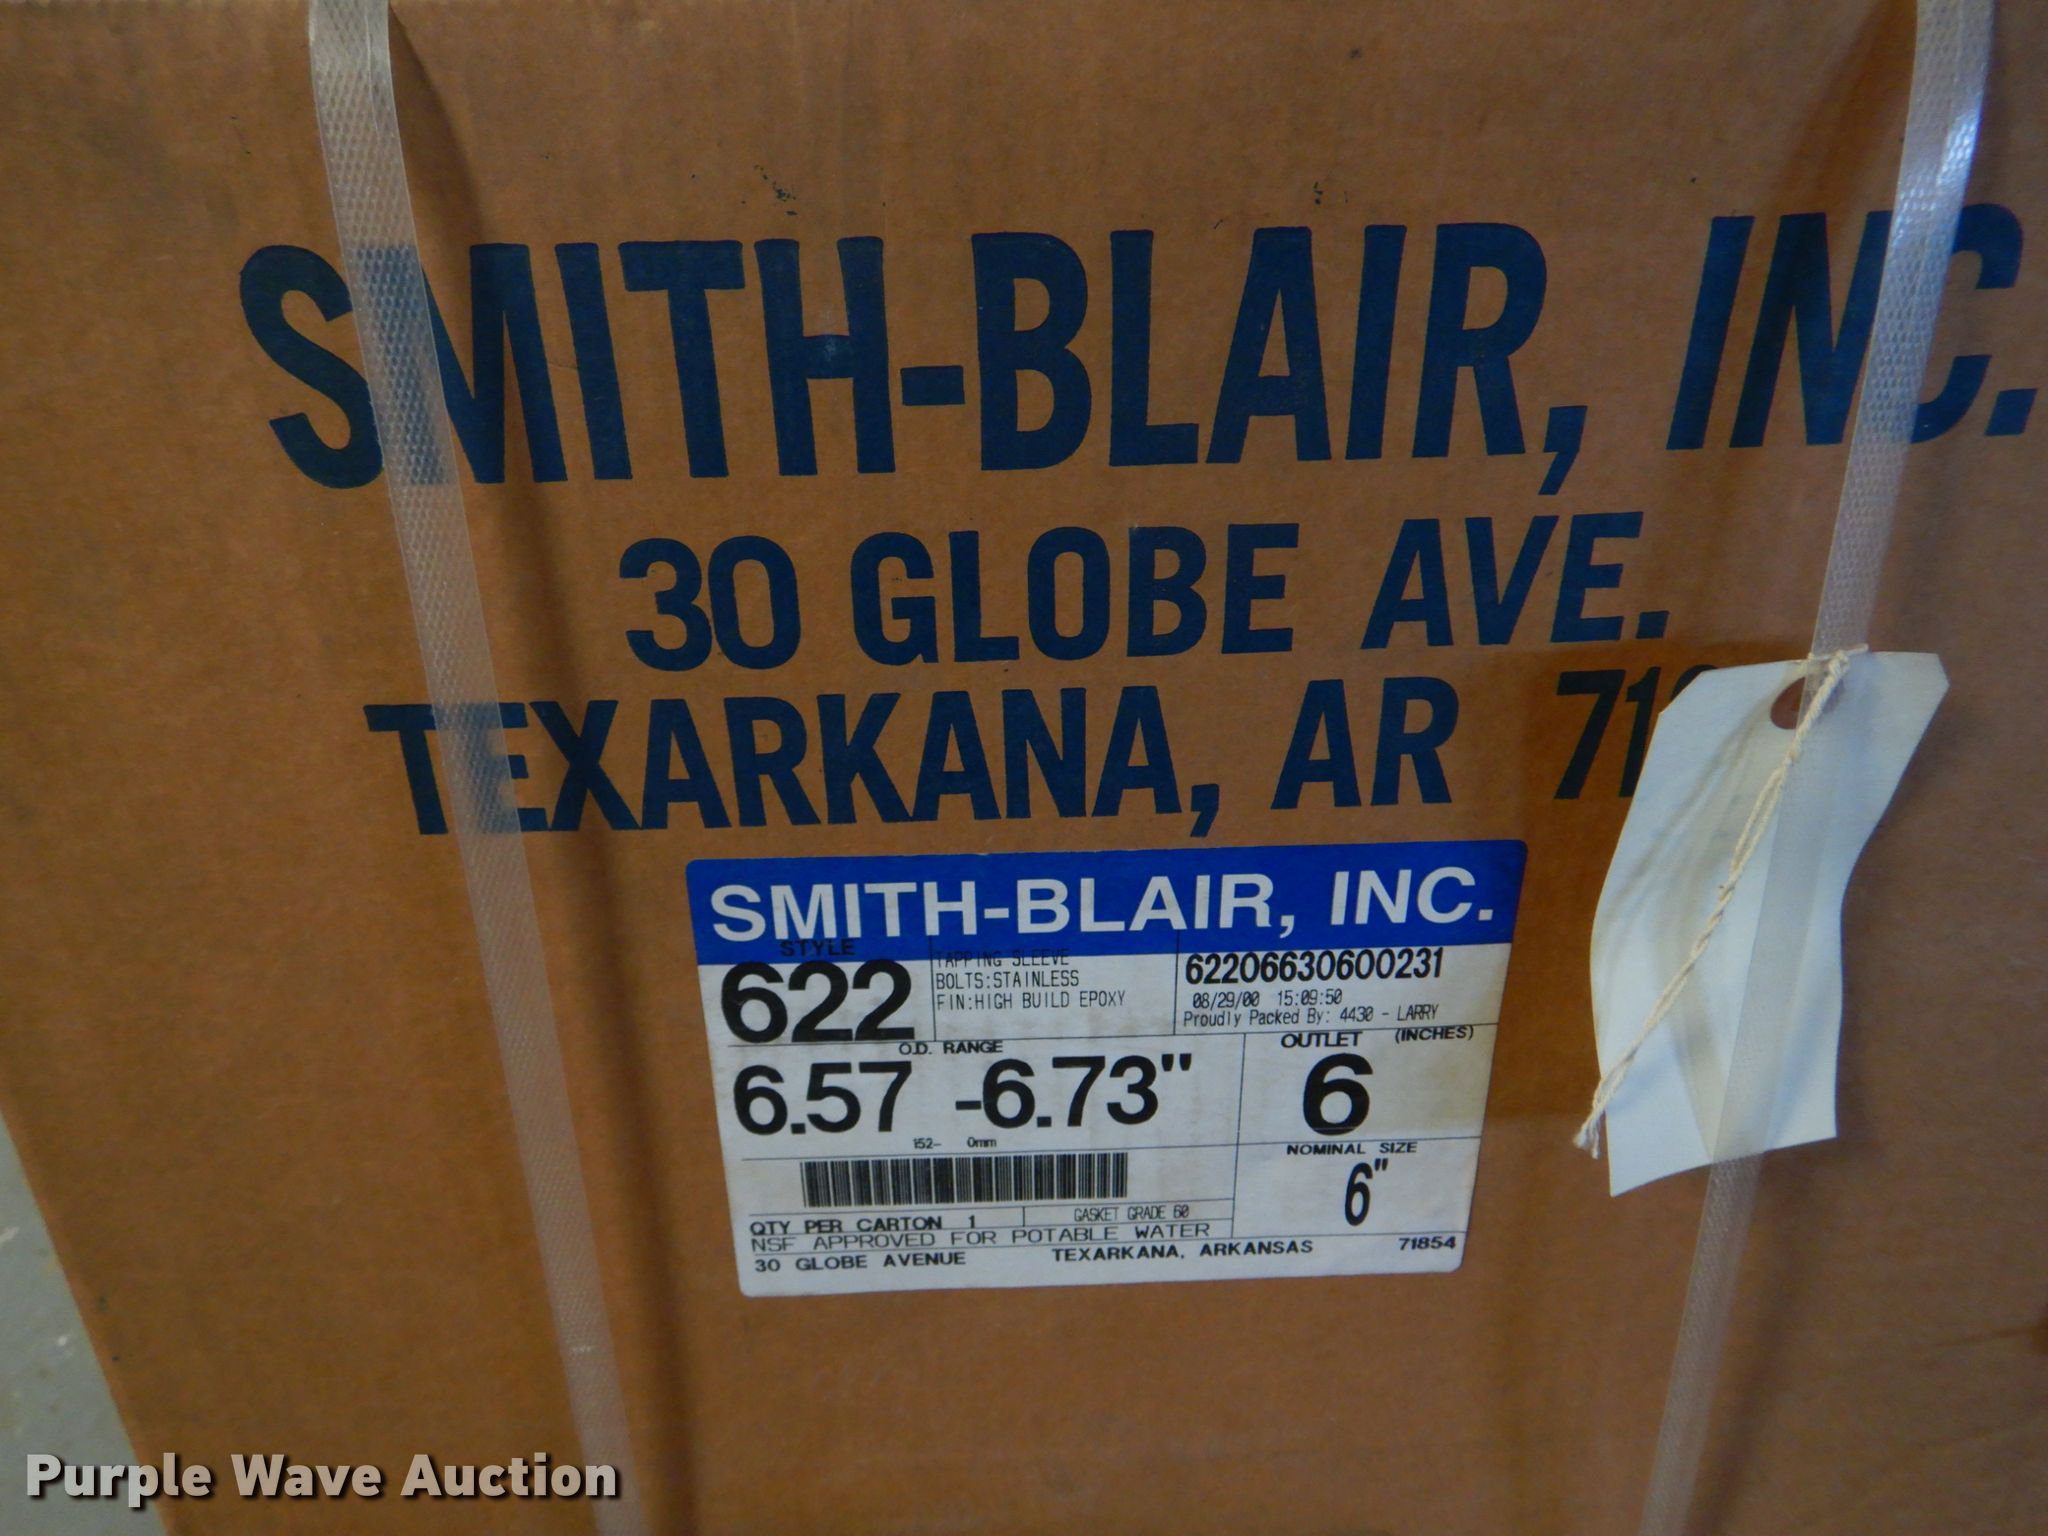 SMITH-BLAIR, INC.
30 GLOBE AVE.
TEXARKANA, AR 71
SMITH-BLAIR, INC.
STYLE
622
TAPPING SLEEVE
BOLTS:STAINLESS
FIN:HIGH BUILD EPOXY
62206630600231
08/29/00 15:09:50
Proudly Packed By: 4430 - LARRY
O.D. RANGE
6.57 -6.73"
152- 0mm
OUTLET (INCHES)
6
NOMINAL SIZE
6"
QTY PER CARTON 1
GASKET GRADE 60
NSF APPROVED FOR POTABLE WATER
30 GLOBE AVENUE TEXARKANA, ARKANSAS 71854
Purple Wave Auction